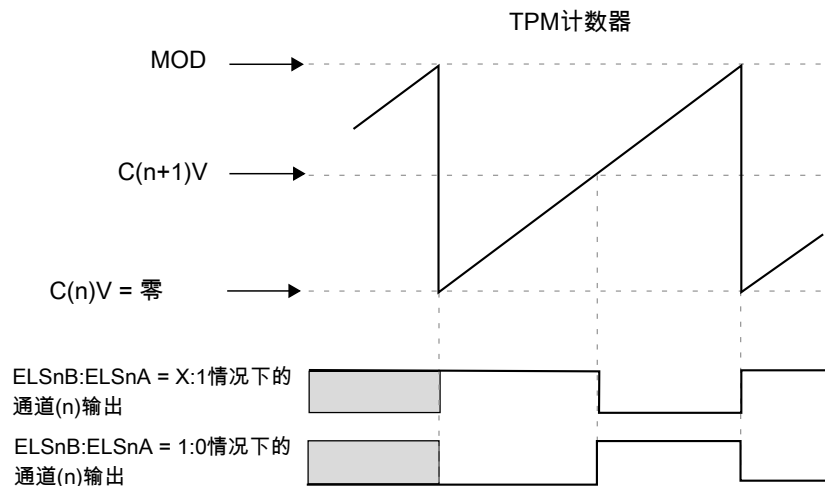 TPM计数器
MOD
C(n+1)V
C(n)V = 零
ELSnB:ELSnA = X:1情况下的
通道(n)输出
ELSnB:ELSnA = 1:0情况下的
通道(n)输出